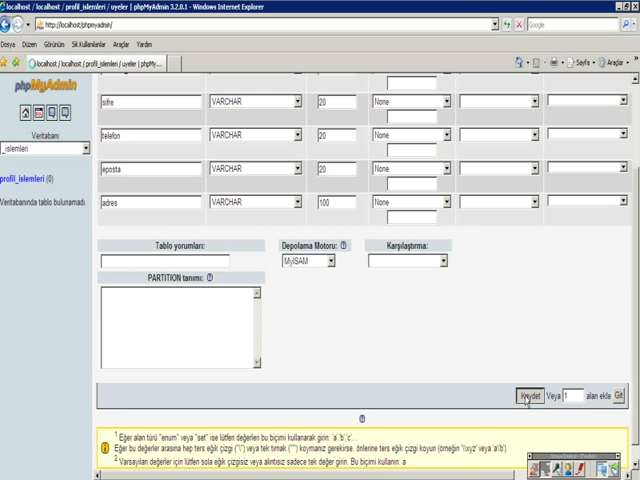 localhost / localhost / profil_islemleri / uyeler | phpMyAdmin 3.2.0.1 - Windows Internet Explorer
http://localhost/phpmyadmin/
Google
Dosya Düzen Görünüm Sık Kullanılanlar Araçlar Yardım
localhost / localhost / profil_islemleri / uyeler | phpMy...
Sayfa Araçlar
phpMyAdmin
sifre VARCHAR 20 None
telefon VARCHAR 20 None
eposta VARCHAR 20 None
adres VARCHAR 100 None
Veritabanı
_islemleri
profil_islemleri (0)
Veritabanında tablo bulunamadı.
Tablo yorumları: Depolama Motoru: Karşılaştırma:
MyISAM
PARTITION tanımı:
Kaydet Veya 1 alan ekle Git
1 Eğer alan türü "enum" veya "set" ise lütfen değerleri bu biçimi kullanarak girin: 'a','b','c'...
Eğer bu değerler arasına hep ters eğik çizgi ("\") veya tek tırnak ("'") koymanız gerekirse, önlerine ters eğik çizgi koyun (örneğin '\\xyz' veya 'a\'b').
2 Varsayılan değerler için lütfen sola eğik çizgisiz veya alıntısız sadece tek değer girin. Bu biçimi kullanın: a